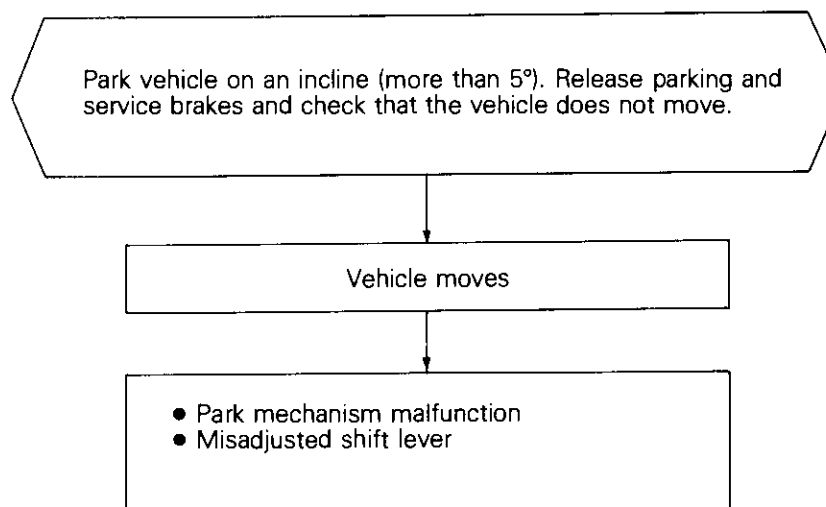 Park vehicle on an incline (more than 5°). Release parking and
service brakes and check that the vehicle does not move.
Vehicle moves
● Park mechanism malfunction
● Misadjusted shift lever